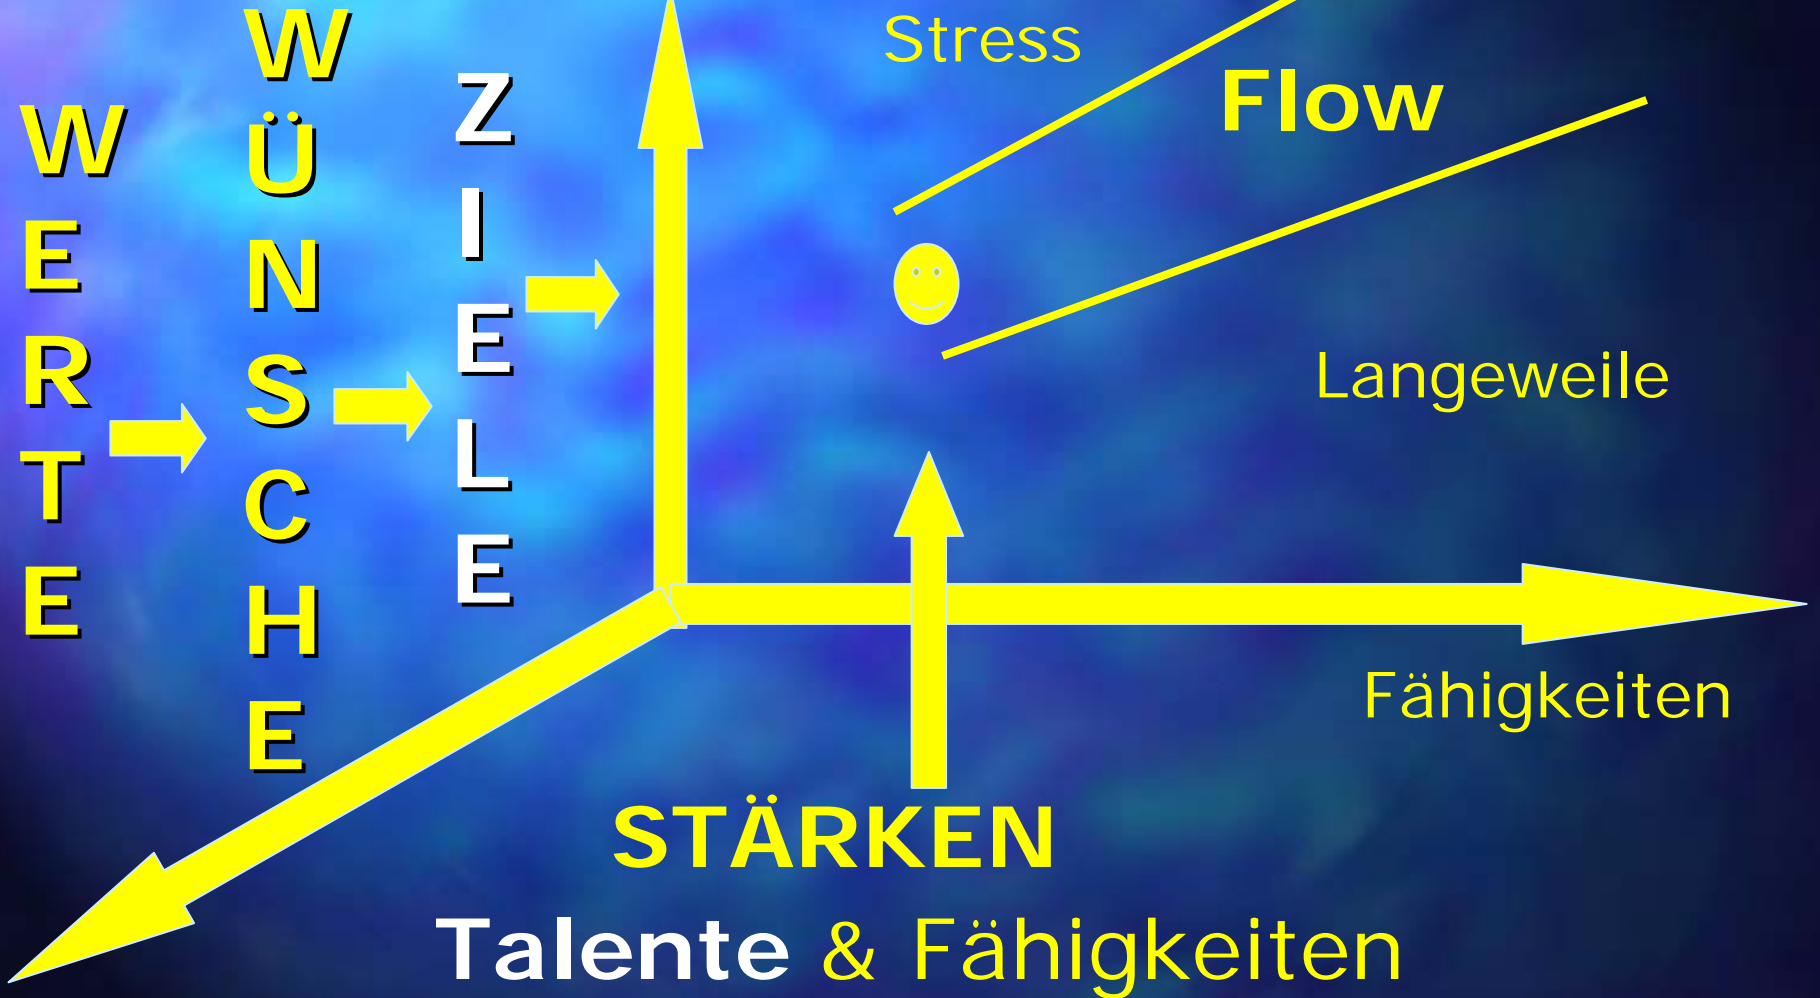 WERTE
WÜNSCHE
ZIELE
Stress
Flow
Langeweile
Fähigkeiten
STÄRKEN
Talente & Fähigkeiten